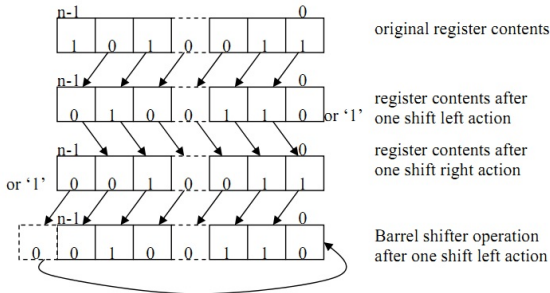 n-1 0
1 0 1 0 0 1 1
original register contents
n-1 0
0 1 0 0 1 1 0 or '1'
register contents after
one shift left action
n-1 0
or '1' 0 0 1 0 0 1 1
register contents after
one shift right action
n-1 0
0 0 1 0 0 1 1 0
Barrel shifter operation
after one shift left action